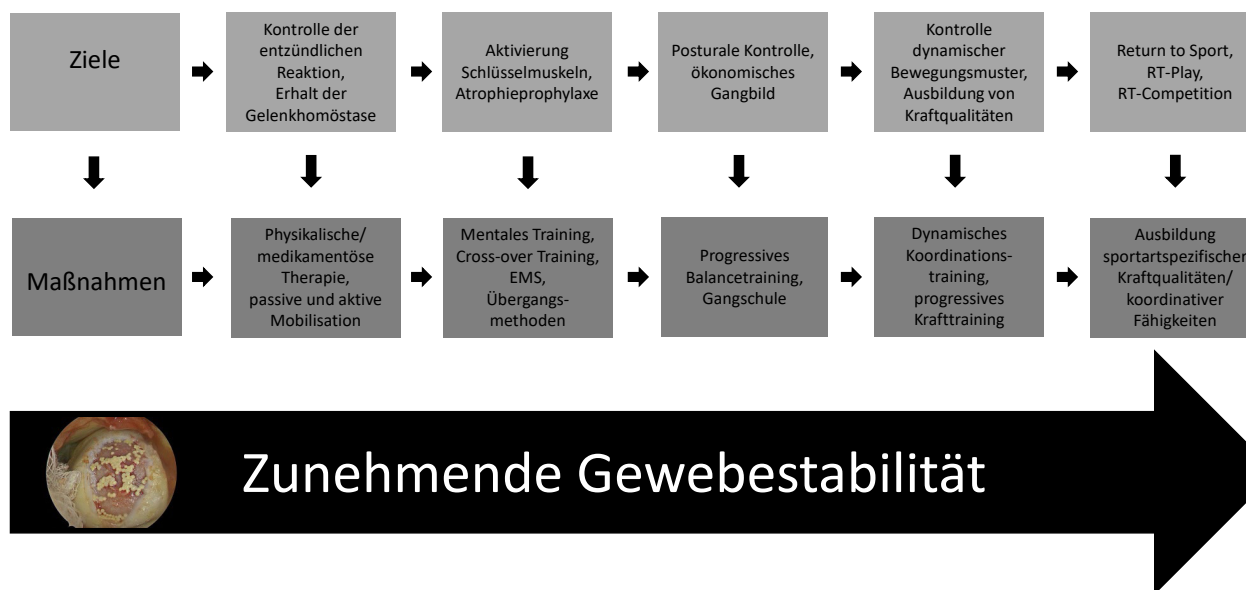 Ziele
Kontrolle der
entzündlichen
Reaktion,
Erhalt der
Gelenkhomöstase
Aktivierung
Schlüsselmuskeln,
Atrophieprophylaxe
Posturale Kontrolle,
ökonomisches
Gangbild
Kontrolle
dynamischer
Bewegungsmuster,
Ausbildung von
Kraftqualitäten
Return to Sport,
RT-Play,
RT-Competition
Maßnahmen
Physikalische/
medikamentöse
Therapie,
passive und aktive
Mobilisation
Mentales Training,
Cross-over Training,
EMS,
Übergangs-
methoden
Progressives
Balancetraining,
Gangschule
Dynamisches
Koordinations-
training,
progressives
Krafttraining
Ausbildung
sportartspezifischer
Kraftqualitäten/
koordinativer
Fähigkeiten
Zunehmende Gewebestabilität